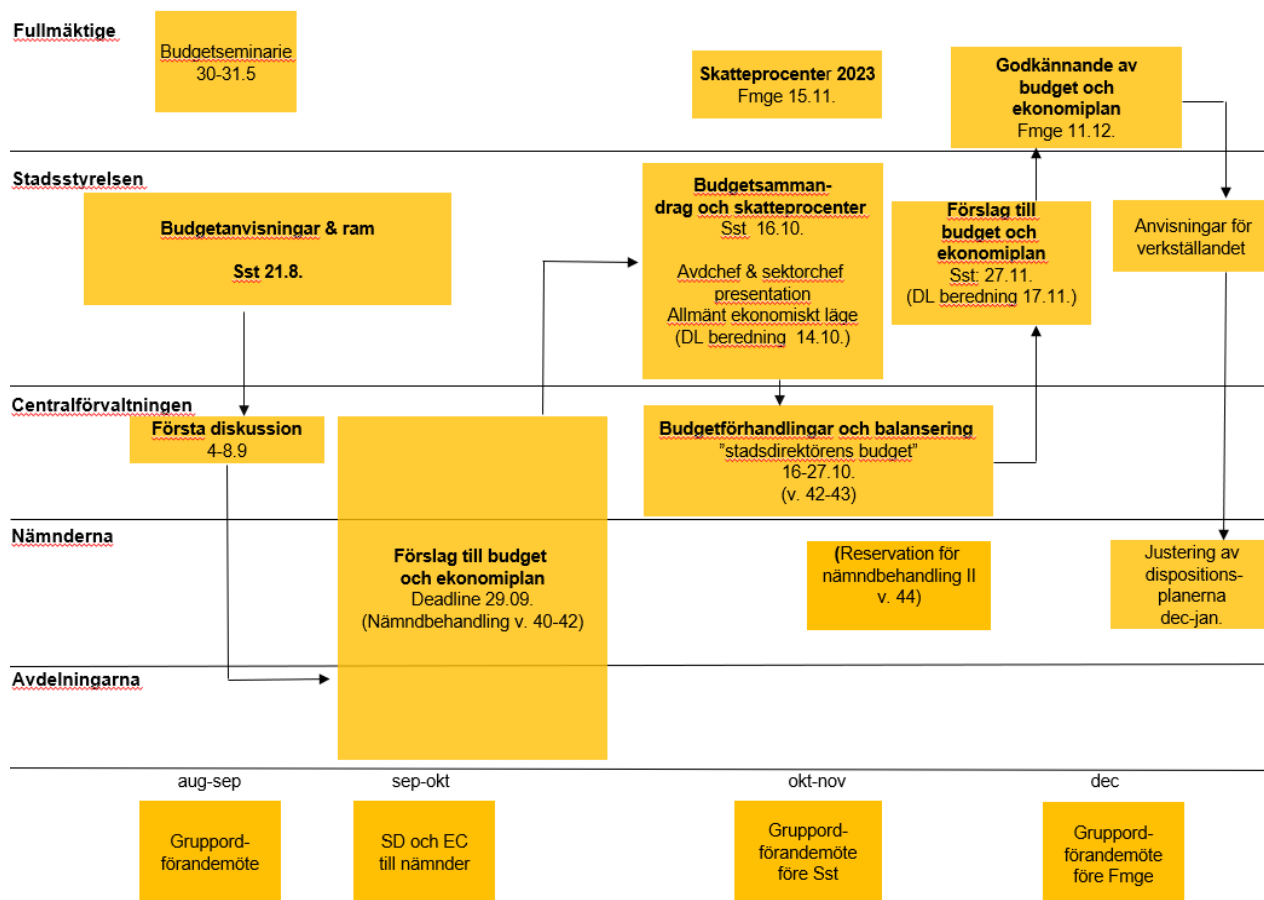 Fullmäktige
Budgetseminarie
30-31.5
Skatteprocenter 2023
Fmge 15.11.
Godkännande av
budget och
ekonomiplan
Fmge 11.12.
Stadsstyrelsen
Budgetanvisningar & ram
Sst 21.8.
Budgetsamman-
drag och skatteprocenter
Sst 16.10.
Avdchef & sektorchef
presentation
Allmänt ekonomiskt läge
(DL beredning 14.10.)
Förslag till
budget och
ekonomiplan
Sst: 27.11.
(DL beredning 17.11.)
Anvisningar för
verkställandet
Centralförvaltningen
Första diskussion
4-8.9
Budgetförhandlingar och balansering
”stadsdirektörens budget”
16-27.10.
(v. 42-43)
Nämnderna
Förslag till budget
och ekonomiplan
Deadline 29.09.
(Nämndbehandling v. 40-42)
(Reservation för
nämndbehandling II
v. 44)
Justering av
dispositions-
planerna
dec-jan.
Avdelningarna
aug-sep
sep-okt
okt-nov
dec
Gruppord-
förandemöte
SD och EC
till nämnder
Gruppord-
förandemöte
före Sst
Gruppord-
förandemöte
före Fmge